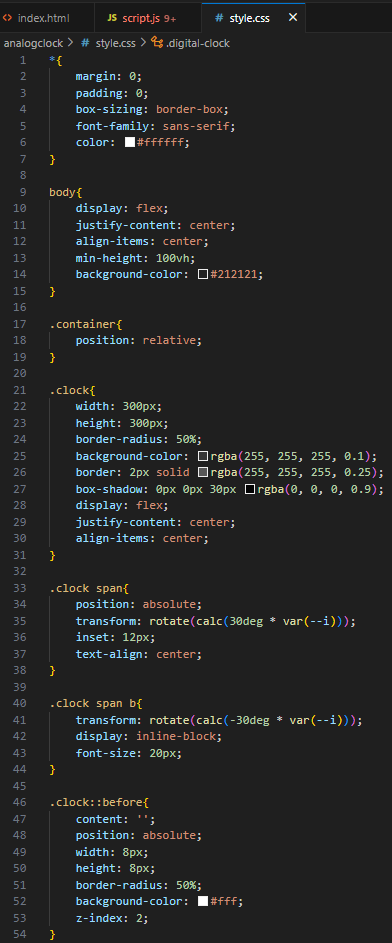 index.html
JS script.js 9+
# style.css ×
analogclock > # style.css > .digital-clock
1 *{
2     margin: 0;
3     padding: 0;
4     box-sizing: border-box;
5     font-family: sans-serif;
6     color: #ffffff;
7 }
8
9 body{
10     display: flex;
11     justify-content: center;
12     align-items: center;
13     min-height: 100vh;
14     background-color: #212121;
15 }
16
17 .container{
18     position: relative;
19 }
20
21 .clock{
22     width: 300px;
23     height: 300px;
24     border-radius: 50%;
25     background-color: rgba(255, 255, 255, 0.1);
26     border: 2px solid rgba(255, 255, 255, 0.25);
27     box-shadow: 0px 0px 30px rgba(0, 0, 0, 0.9);
28     display: flex;
29     justify-content: center;
30     align-items: center;
31 }
32
33 .clock span{
34     position: absolute;
35     transform: rotate(calc(30deg * var(--i)));
36     inset: 12px;
37     text-align: center;
38 }
39
40 .clock span b{
41     transform: rotate(calc(-30deg * var(--i)));
42     display: inline-block;
43     font-size: 20px;
44 }
45
46 .clock::before{
47     content: '';
48     position: absolute;
49     width: 8px;
50     height: 8px;
51     border-radius: 50%;
52     background-color: #fff;
53     z-index: 2;
54 }